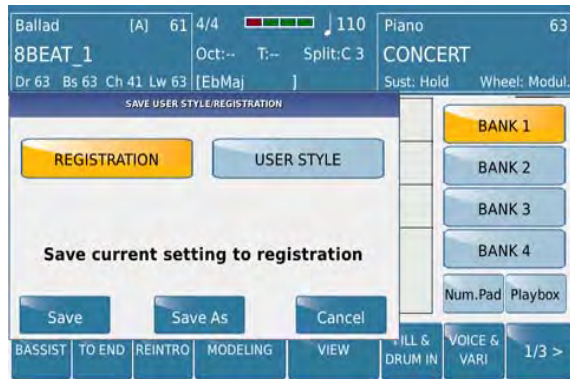 Ballad [A] 61 4/4 110 Piano 63
8BEAT_1 Oct:-- T:-- Split:C 3 CONCERT
Dr 63 Bs 63 Ch 41 Lw 63 [EbMaj ] Sust: Hold Wheel: Modul.
SAVE USER STYLE/REGISTRATION
REGISTRATION USER STYLE
Save current setting to registration
Save Save As Cancel
BANK 1
BANK 2
BANK 3
BANK 4
Num.Pad Playbox
BASSIST TO END REINTRO MODELING VIEW
DRUM IN
VOICE &
VARI
1/3 >